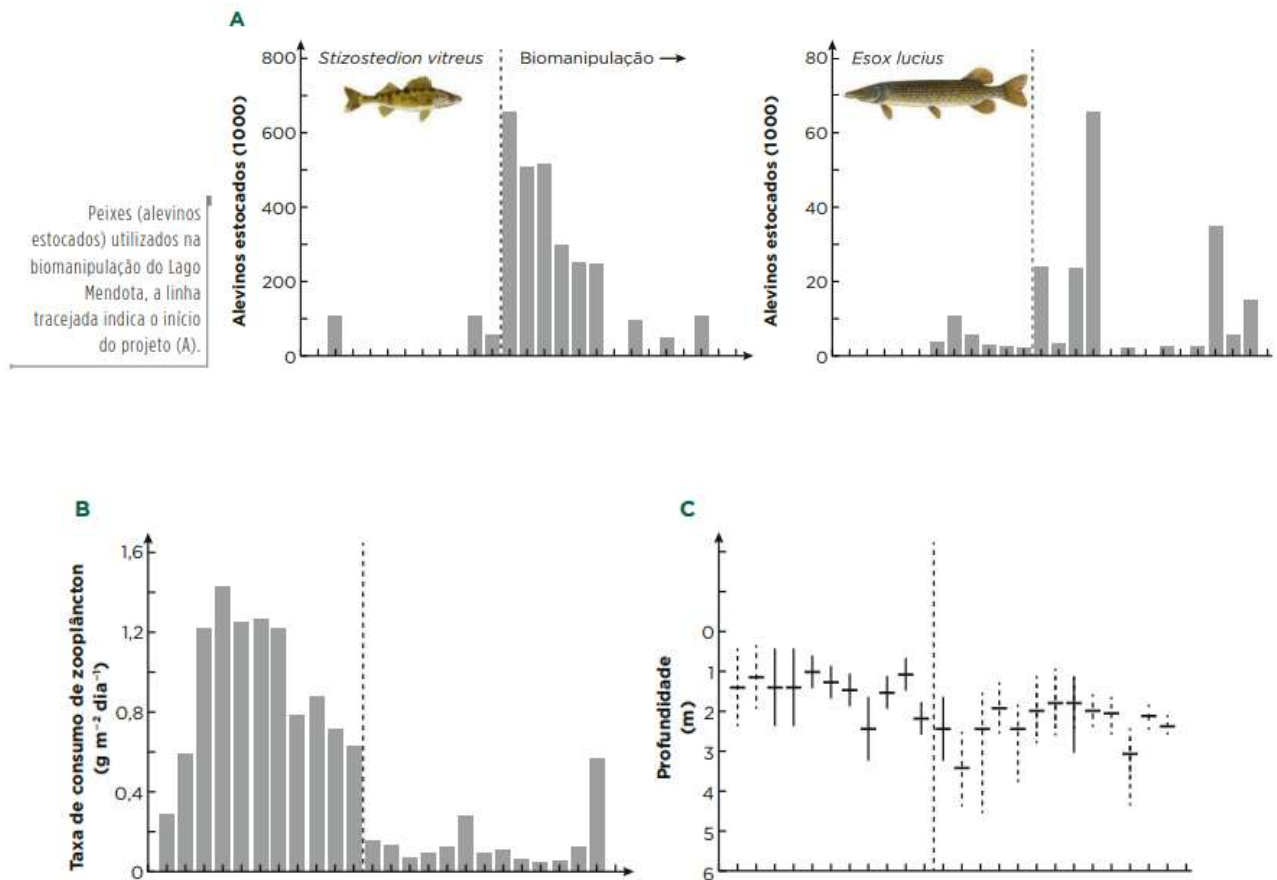 A
Stizostedion vitreus
Biomanipulação
Alevinos estocados (1000)
800
600
400
200
0
Esox lucius
Alevinos estocados (1000)
80
60
40
20
0
Peixes (alevinos
estocados) utilizados na
biomanipulação do Lago
Mendota, a linha
tracejada indica o início
do projeto (A).
B
Taxa de consumo de zooplâncton
(g m⁻² dia⁻¹)
1,6
1,2
0,8
0,4
0
C
Profundidade
(m)
0
1
2
3
4
5
6